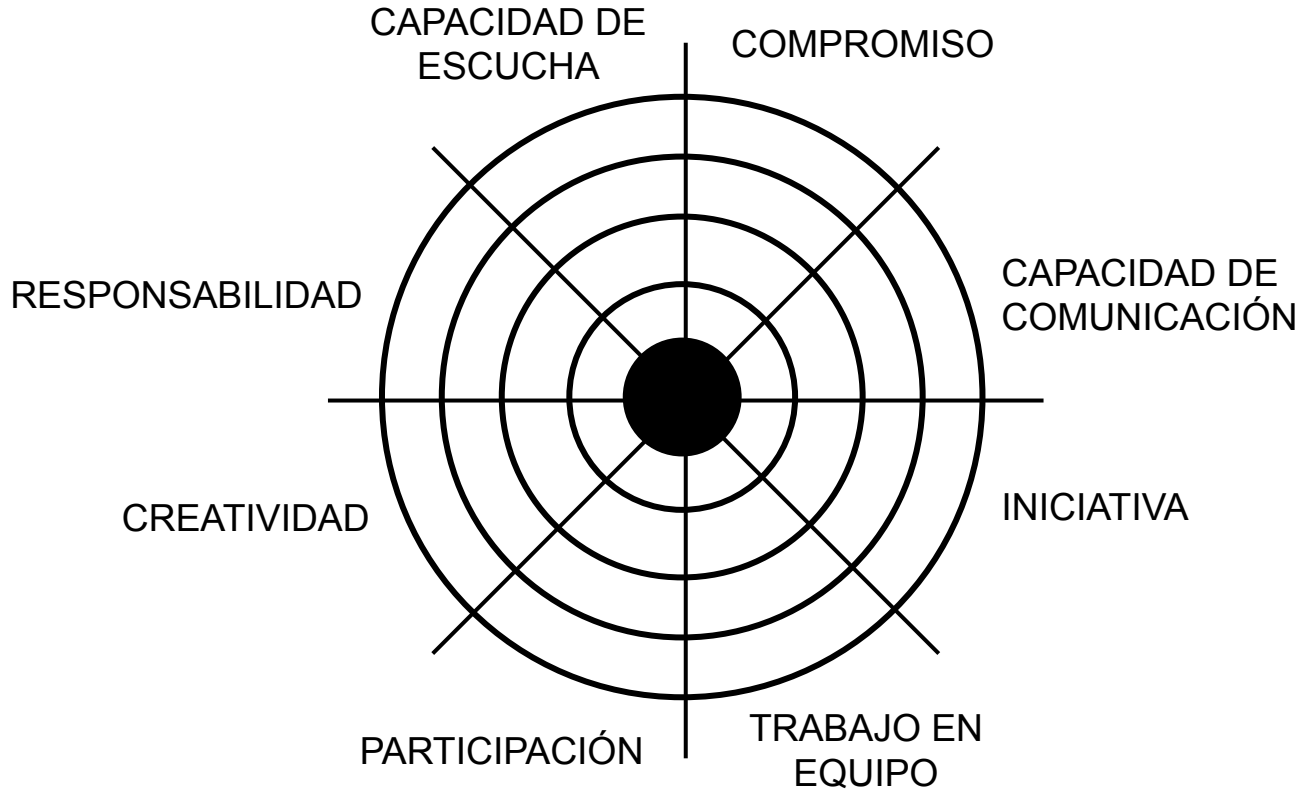 CAPACIDAD DE
ESCUCHA
COMPROMISO
CAPACIDAD DE
COMUNICACIÓN
RESPONSABILIDAD
INICIATIVA
CREATIVIDAD
TRABAJO EN
EQUIPO
PARTICIPACIÓN